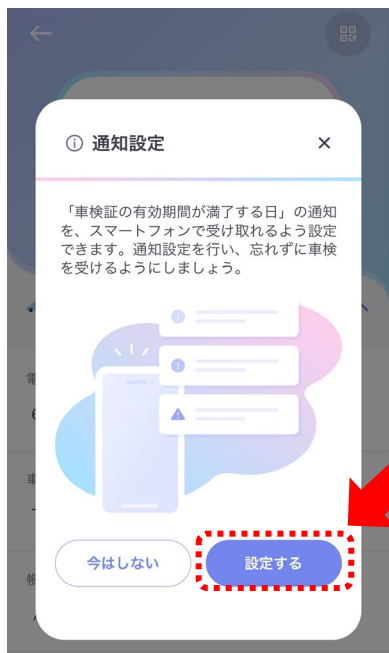 通知設定
「車検証の有効期間が満了する日」の通知
を、スマートフォンで受け取れるよう設定
できます。通知設定を行い、忘れずに車検
を受けるようにしましょう。
電
6
車
帳
今はしない
設定する